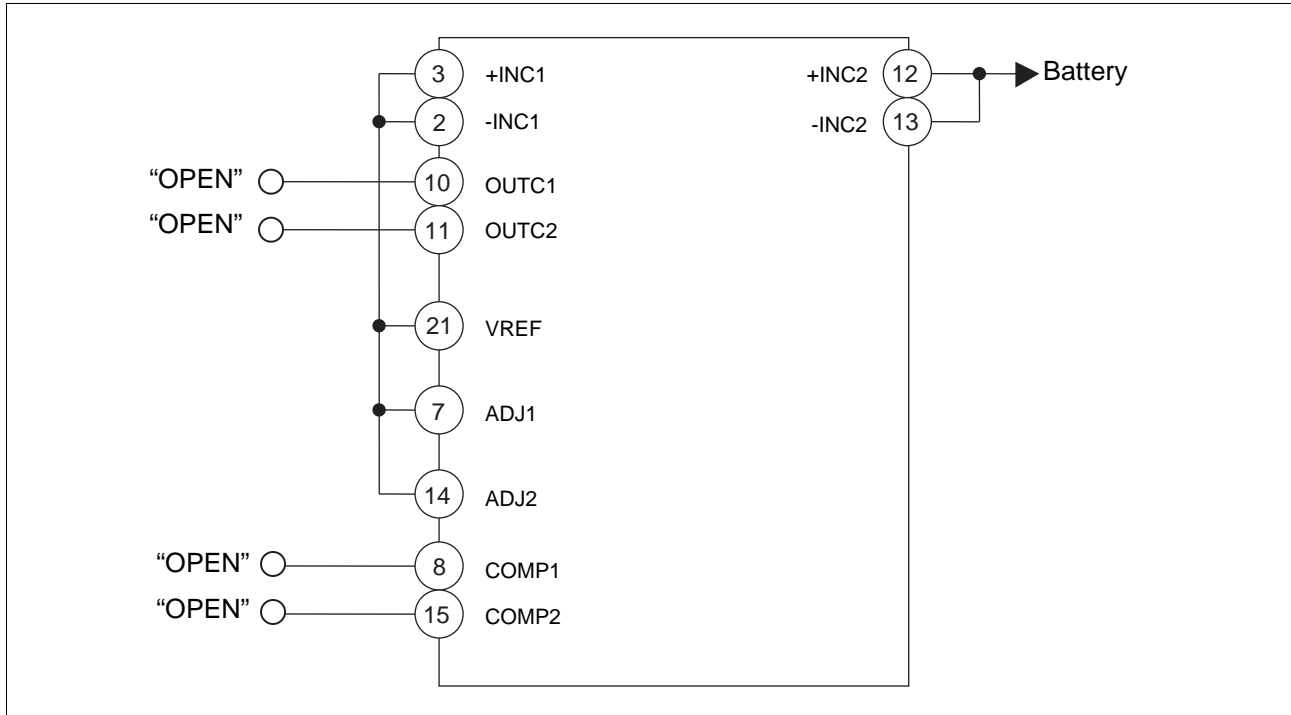 3 +INC1 +INC2 12 Battery
2 -INC1 -INC2 13
“OPEN” 10 OUTC1
“OPEN” 11 OUTC2
21 VREF
7 ADJ1
14 ADJ2
“OPEN” 8 COMP1
“OPEN” 15 COMP2